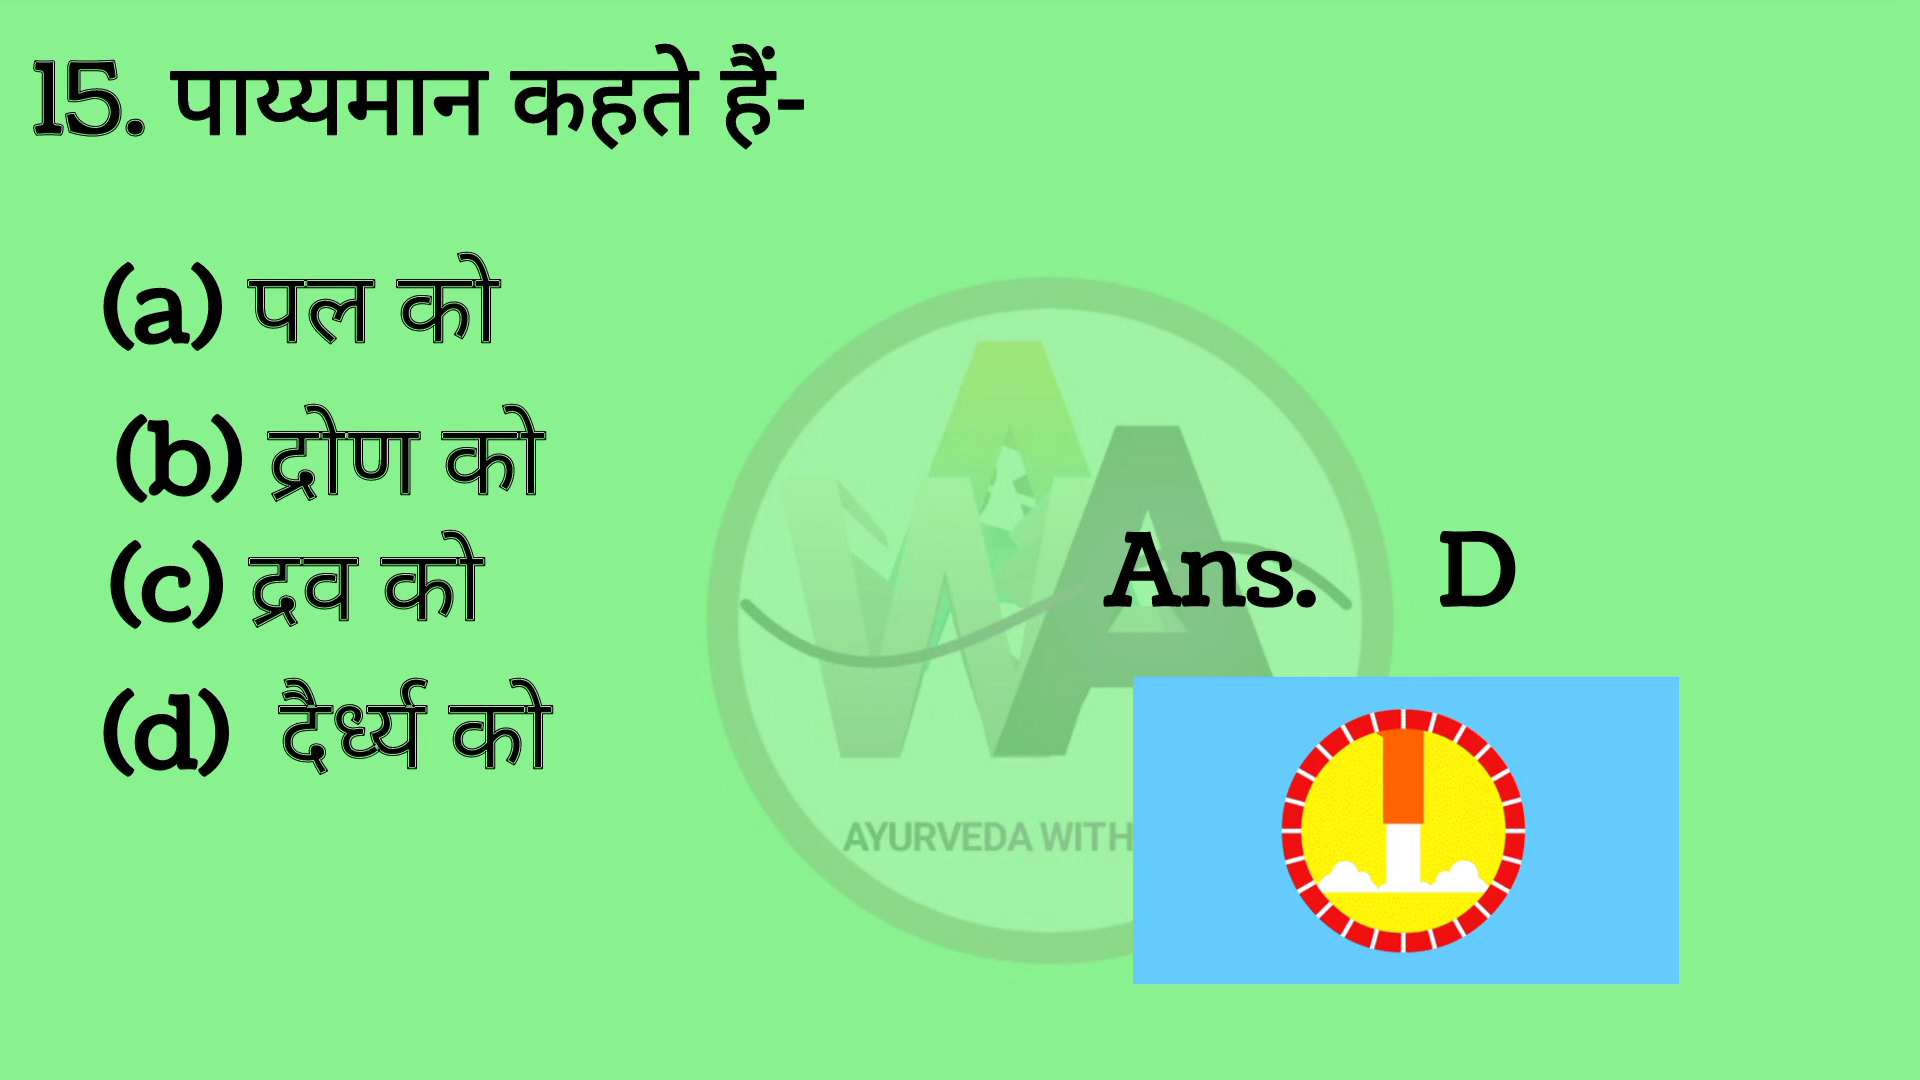 15. पाय्यमान कहते हैं-
(a) पल को
(b) द्रोण को
(c) द्रव को
(d) दैर्ध्य को
Ans. D
AYURVEDA WITH